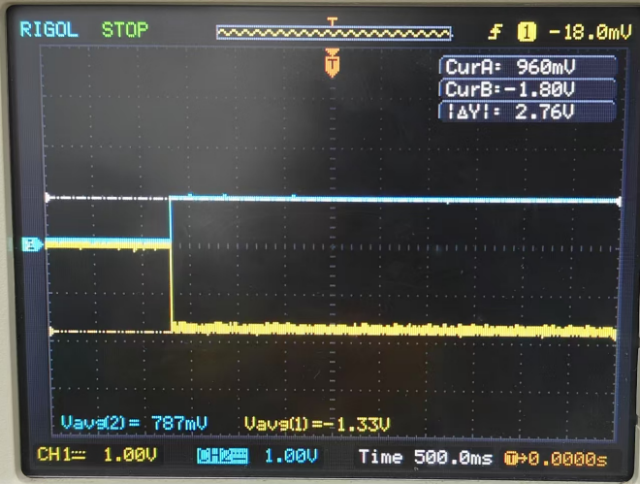 RIGOL STOP T 1 -18.0mV
T
CurA= 960mV
CurB=-1.80V
|ΔY|= 2.76V
1
Vavg(2)= 787mV Vavg(1)=-1.33V
CH1 1.00V CH2 1.00V Time 500.0ms T→0.0000s